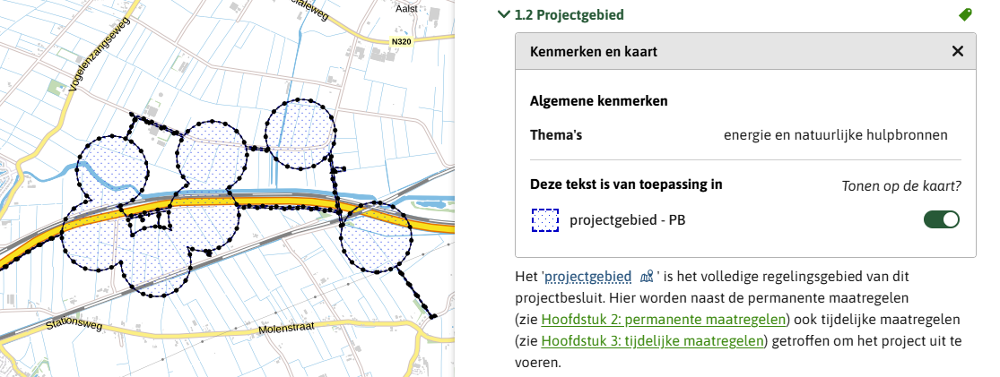 Aalst
N320
Vogelenzangseweg
Stationsweg
Molenstraat
1.2 Projectgebied
Kenmerken en kaart
Algemene kenmerken
Thema's energie en natuurlijke hulpbronnen
Deze tekst is van toepassing in Tonen op de kaart?
projectgebied - PB
Het 'projectgebied ' is het volledige regelingsgebied van dit
projectbesluit. Hier worden naast de permanente maatregelen
(zie Hoofdstuk 2: permanente maatregelen) ook tijdelijke maatregelen
(zie Hoofdstuk 3: tijdelijke maatregelen) getroffen om het project uit te
voeren.